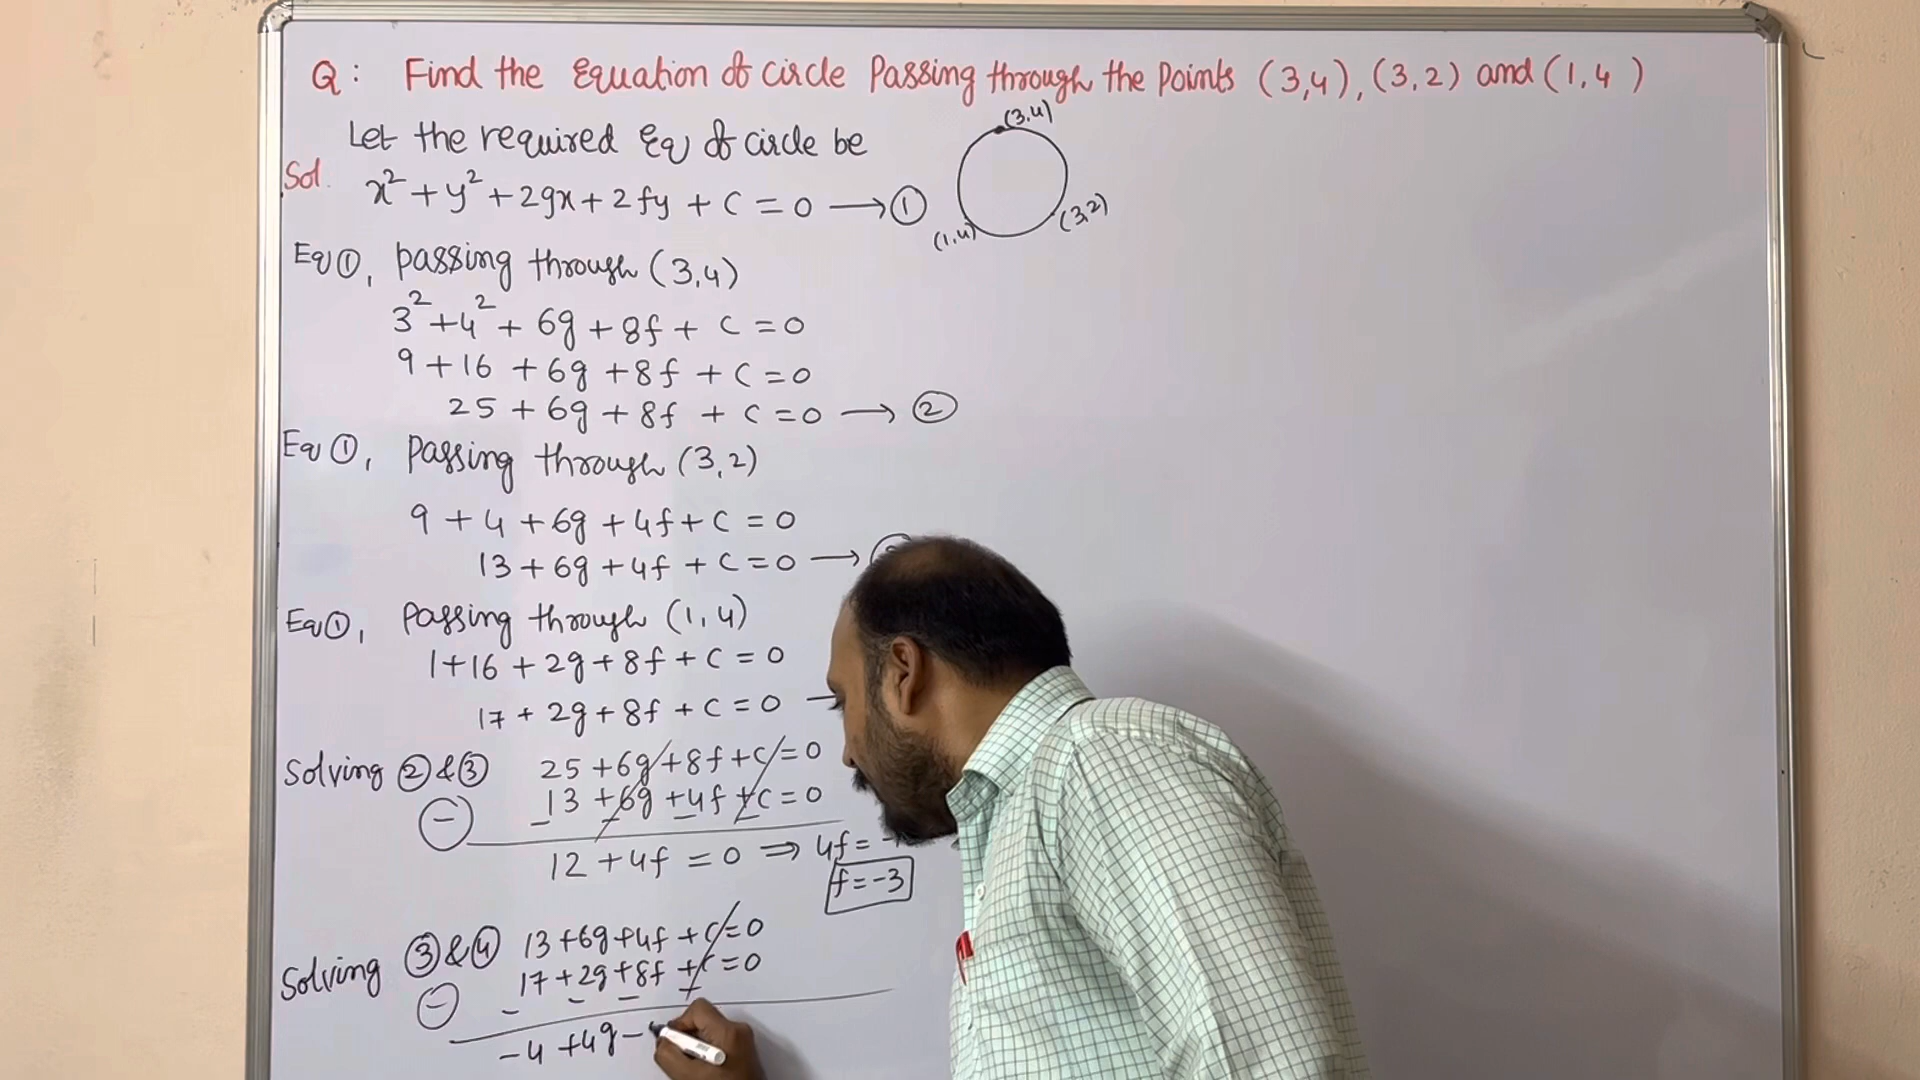 Q: Find the Equation of circle Passing through the points (3,4), (3,2) and (1,4)
(3,4)
Let the required Eq of circle be
Sol.
x²+y²+2gx+2fy+c=0 → ①
(3,2)
(1,4)
Eq ①, passing through (3,4)
3²+4²+6g+8f+c=0
9+16+6g+8f+c=0
25+6g+8f+c=0 → ②
Eq ①, Passing through (3,2)
9+4+6g+4f+c=0
13+6g+4f+c=0 →
Eq ①, Passing through (1,4)
1+16+2g+8f+c=0
17+2g+8f+c=0
Solving ②&③ 25+6g+8f+c=0
13+6g+4f+c=0
(−) − − − −
12+4f=0 ⇒ 4f=-
f=-3
Solving ③&④ 13+6g+4f+c=0
17+2g+8f+c=0
(−) − − − −
-4+4g-